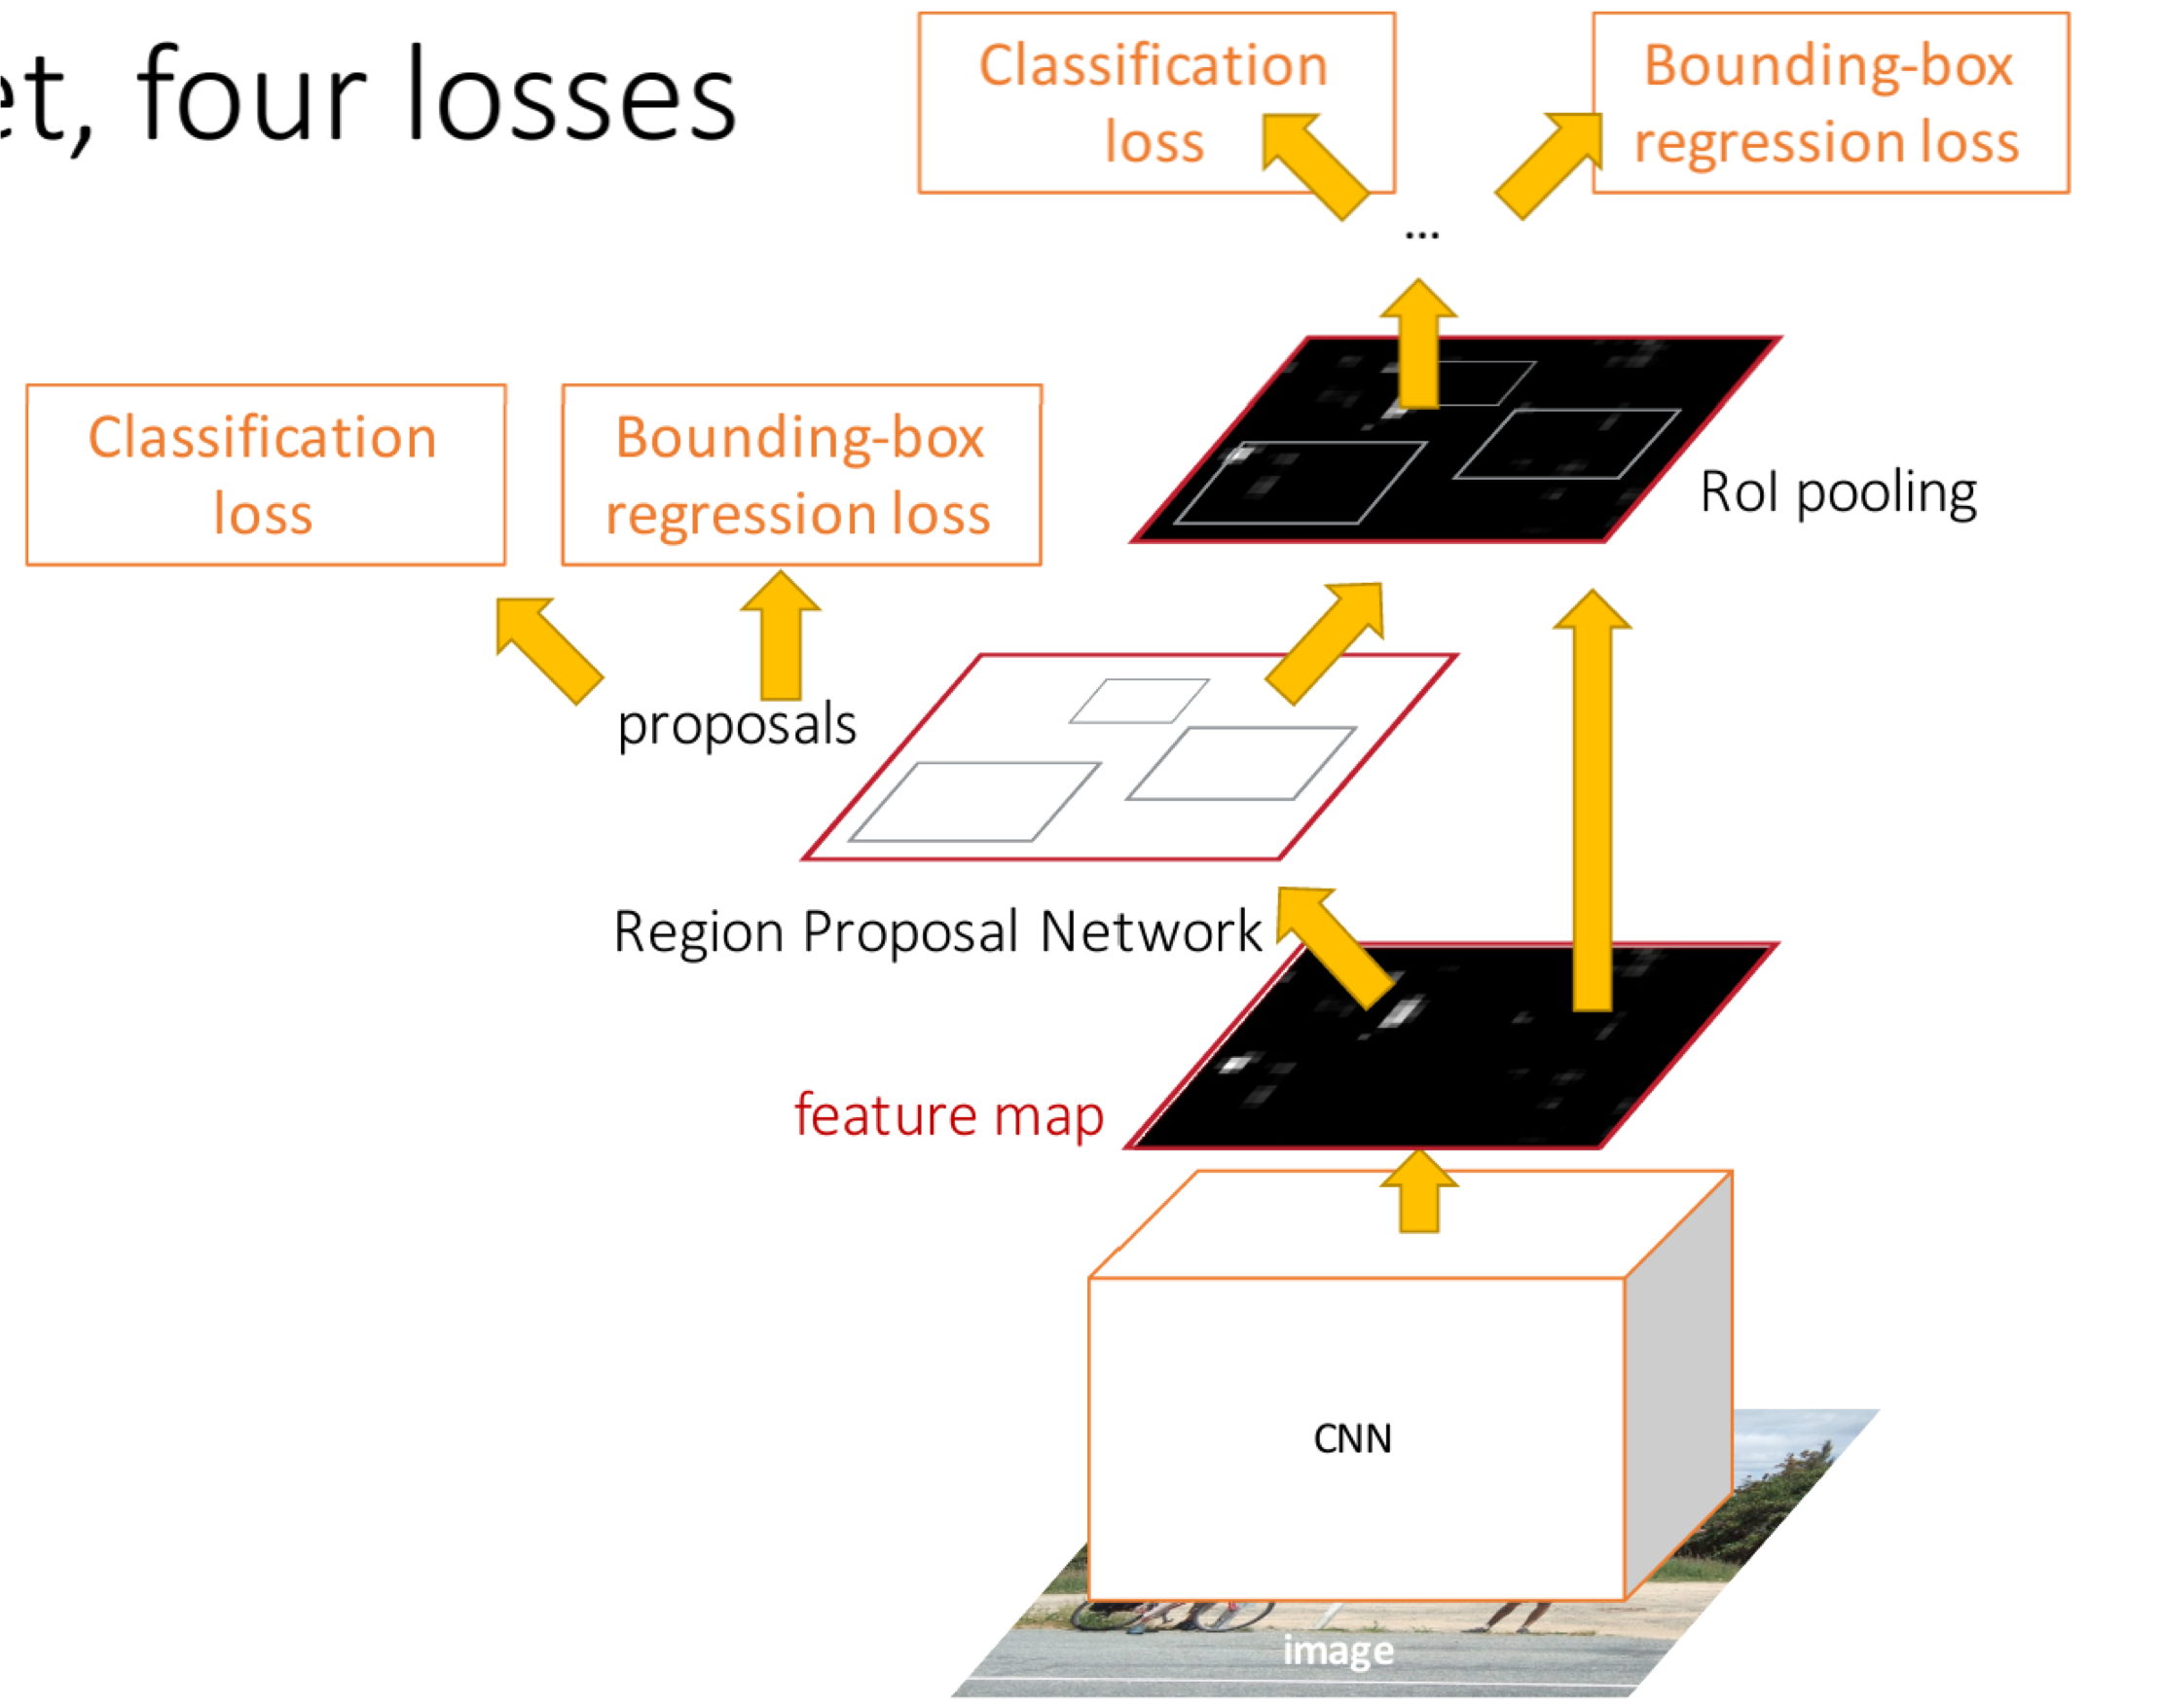 t, four losses
Classification
loss
Bounding-box
regression loss
...
Classification
loss
Bounding-box
regression loss
RoI pooling
proposals
Region Proposal Network
feature map
CNN
image